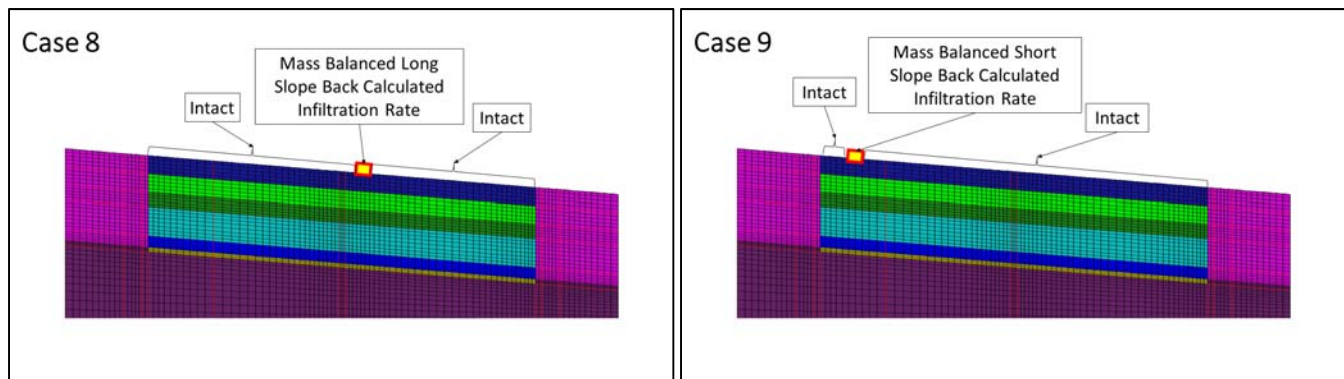 Case 8
Mass Balanced Long
Slope Back Calculated
Infiltration Rate
Intact
Intact
Case 9
Mass Balanced Short
Slope Back Calculated
Infiltration Rate
Intact
Intact